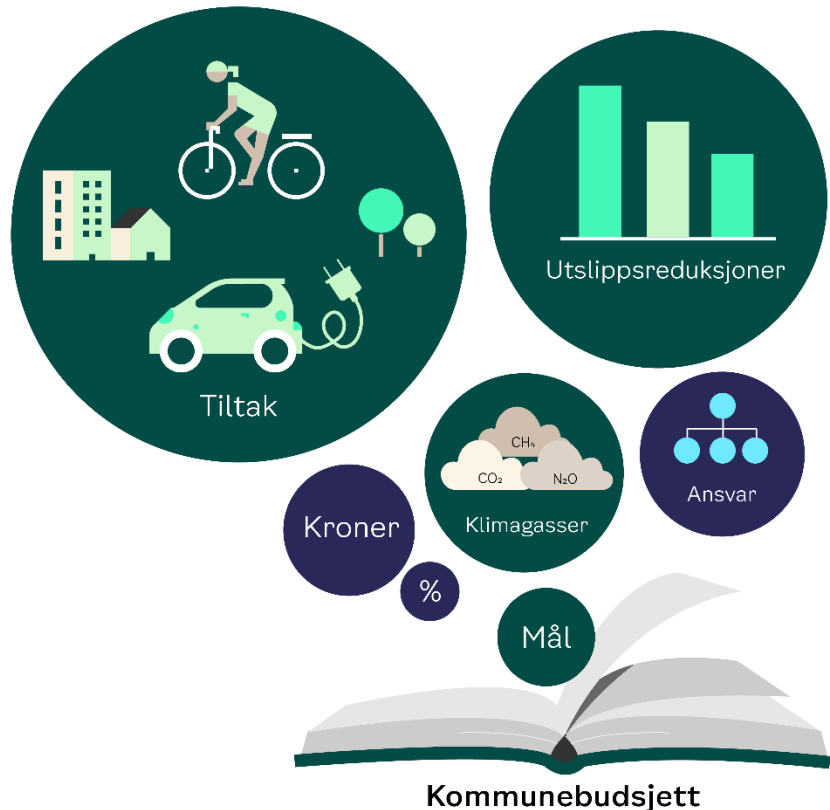 Utslippsreduksjoner
Tiltak
CH₄
CO₂
N₂O
Klimagasser
Ansvar
Kroner
%
Mål
Kommunebudsjett